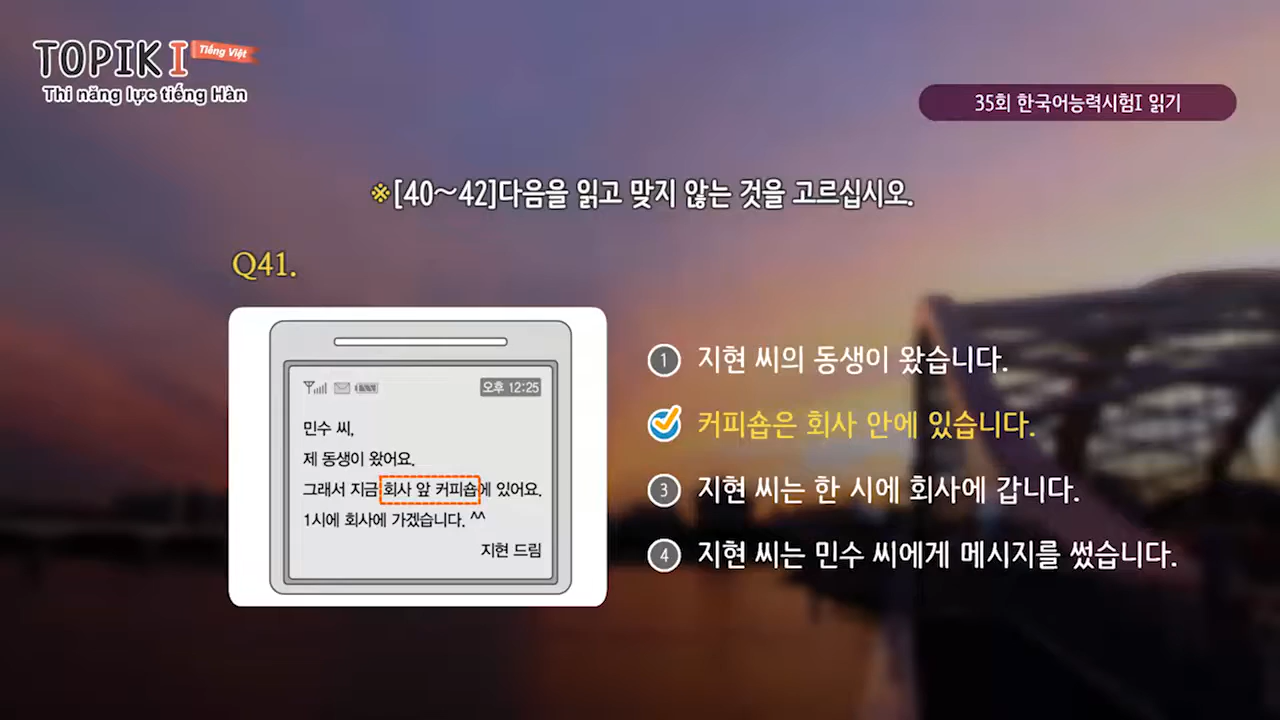 TOPIK I Tiếng Việt
Thi năng lực tiếng Hàn
35회 한국어능력시험I 읽기
※[40~42]다음을 읽고 맞지 않는 것을 고르십시오.
Q41.
오후 12:25
민수 씨,
제 동생이 왔어요.
그래서 지금 회사 앞 커피숍에 있어요.
1시에 회사에 가겠습니다. ^^
지현 드림
1 지현 씨의 동생이 왔습니다.
커피숍은 회사 안에 있습니다.
3 지현 씨는 한 시에 회사에 갑니다.
4 지현 씨는 민수 씨에게 메시지를 썼습니다.